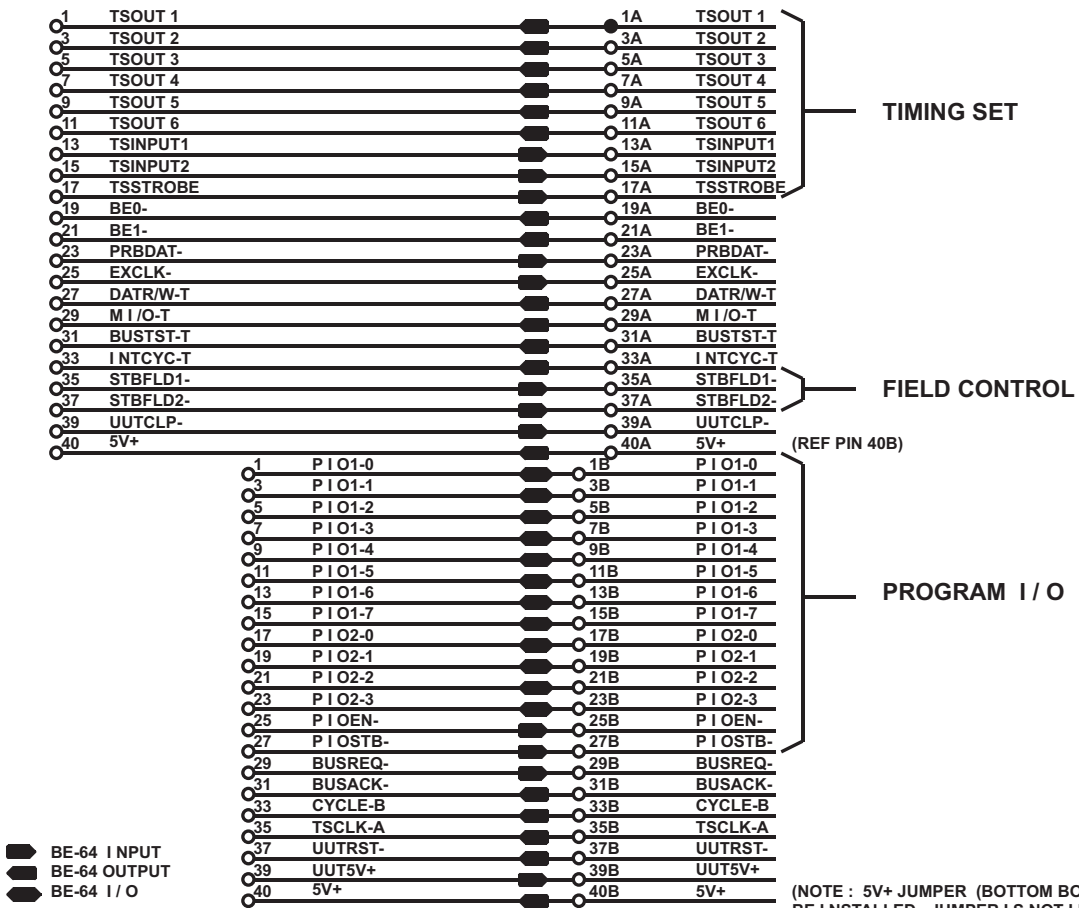 1 TSOUT 1 1A TSOUT 1
3 TSOUT 2 3A TSOUT 2
5 TSOUT 3 5A TSOUT 3
7 TSOUT 4 7A TSOUT 4
9 TSOUT 5 9A TSOUT 5
TIMING SET
11 TSOUT 6 11A TSOUT 6
13 TSINPUT1 13A TSINPUT1
15 TSINPUT2 15A TSINPUT2
17 TSSTROBE 17A TSSTROBE
19 BE0- 19A BE0-
21 BE1- 21A BE1-
23 PRBDAT- 23A PRBDAT-
25 EXCLK- 25A EXCLK-
27 DATR/W-T 27A DATR/W-T
29 M I /O-T 29A M I /O-T
31 BUSTST-T 31A BUSTST-T
33 I NTCYC-T 33A I NTCYC-T
35 STBFLD1- 35A STBFLD1-
FIELD CONTROL
37 STBFLD2- 37A STBFLD2-
39 UUTCLP- 39A UUTCLP-
40 5V+ 40A 5V+ (REF PIN 40B)
1 P I O1-0 1B P I O1-0
3 P I O1-1 3B P I O1-1
5 P I O1-2 5B P I O1-2
7 P I O1-3 7B P I O1-3
9 P I O1-4 9B P I O1-4
11 P I O1-5 11B P I O1-5
13 P I O1-6 13B P I O1-6
PROGRAM I / O
15 P I O1-7 15B P I O1-7
17 P I O2-0 17B P I O2-0
19 P I O2-1 19B P I O2-1
21 P I O2-2 21B P I O2-2
23 P I O2-3 23B P I O2-3
25 P I OEN- 25B P I OEN-
27 P I OSTB- 27B P I OSTB-
29 BUSREQ- 29B BUSREQ-
31 BUSACK- 31B BUSACK-
33 CYCLE-B 33B CYCLE-B
35 TSCLK-A 35B TSCLK-A
37 UUTRST- 37B UUTRST-
39 UUT5V+ 39B UUT5V+
40 5V+ 40B 5V+
BE-64 I NPUT
BE-64 OUTPUT
BE-64 I / O
(NOTE : 5V+ JUMPER (BOTTOM